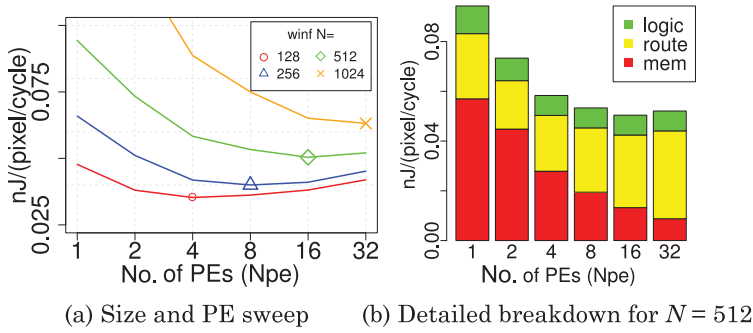 winf N=
128
512
256
1024
nJ/(pixel/cycle)
0.075
0.025
1 2 4 8 16 32
No. of PEs (Npe)
(a) Size and PE sweep
logic
route
mem
nJ/(pixel/cycle)
0.08
0.04
0.00
1 2 4 8 16 32
No. of PEs (Npe)
(b) Detailed breakdown for N = 512